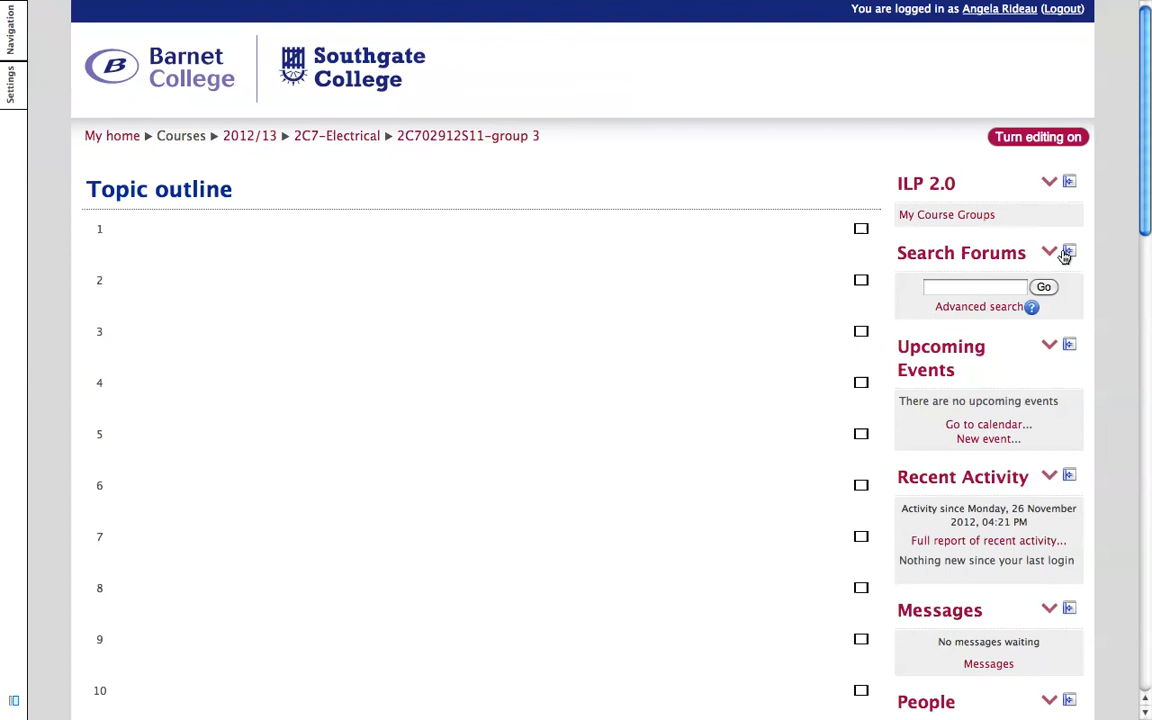 Navigation
Settings
You are logged in as Angela Rideau (Logout)
B Barnet College
Southgate College
My home ► Courses ► 2012/13 ► 2C7-Electrical ► 2C702912S11-group 3
Turn editing on
Topic outline
1
2
3
4
5
6
7
8
9
10
ILP 2.0
My Course Groups
Search Forums
Go
Advanced search ?
Upcoming
Events
There are no upcoming events
Go to calendar...
New event...
Recent Activity
Activity since Monday, 26 November
2012, 04:21 PM
Full report of recent activity...
Nothing new since your last login
Messages
No messages waiting
Messages
People